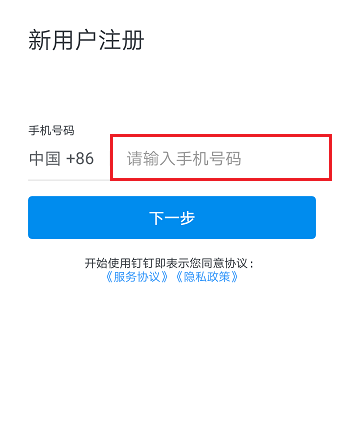 新用户注册
手机号码
中国 +86 请输入手机号码
下一步
开始使用钉钉即表示您同意协议：
《服务协议》《隐私政策》